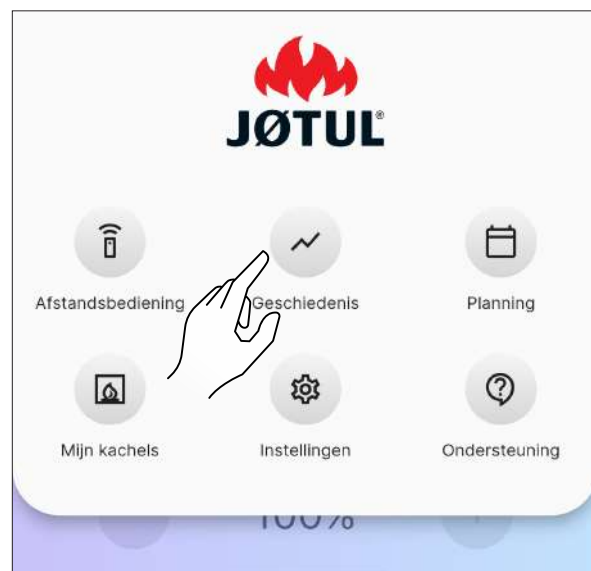 JØTUL®
Afstandsbediening
Geschiedenis
Planning
Mijn kachels
Instellingen
Ondersteuning
100%